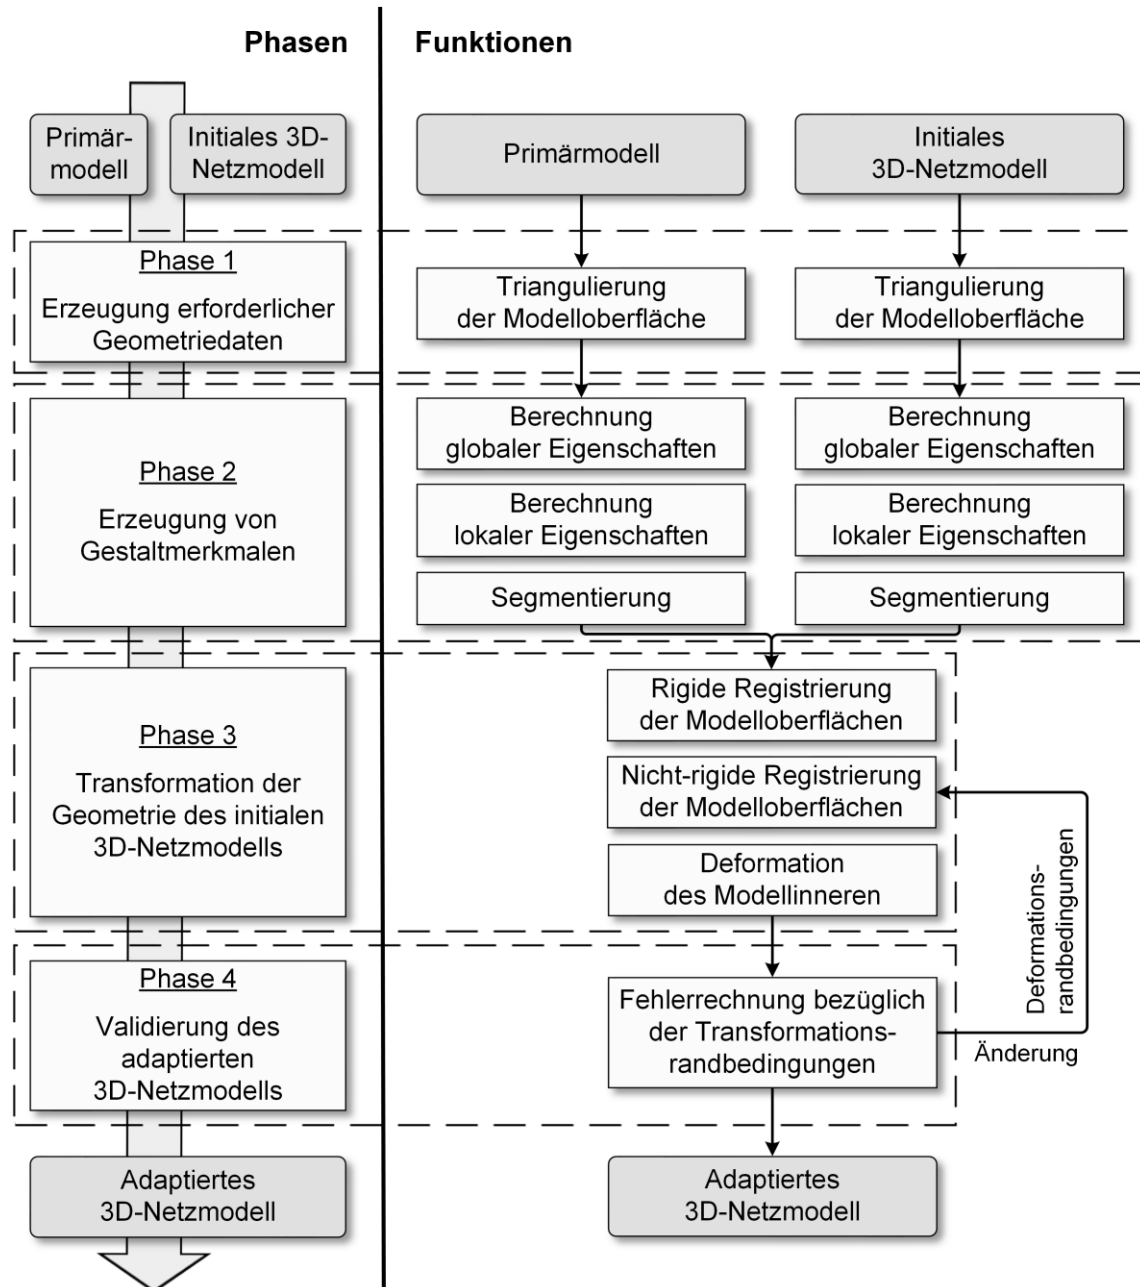 Phasen
Funktionen
Primär-
modell
Initiales 3D-
Netzmodell
Primärmodell
Initiales
3D-Netzmodell
Phase 1
Erzeugung erforderlicher
Geometriedaten
Triangulierung
der Modelloberfläche
Triangulierung
der Modelloberfläche
Phase 2
Erzeugung von
Gestaltmerkmalen
Berechnung
globaler Eigenschaften
Berechnung
globaler Eigenschaften
Berechnung
lokaler Eigenschaften
Berechnung
lokaler Eigenschaften
Segmentierung
Segmentierung
Phase 3
Transformation der
Geometrie des initialen
3D-Netzmodells
Rigide Registrierung
der Modelloberflächen
Nicht-rigide Registrierung
der Modelloberflächen
Deformation
des Modellinneren
Deformations-
randbedingungen
Änderung
Phase 4
Validierung des
adaptierten
3D-Netzmodells
Fehlerrechnung bezüglich
der Transformations-
randbedingungen
Adaptiertes
3D-Netzmodell
Adaptiertes
3D-Netzmodell